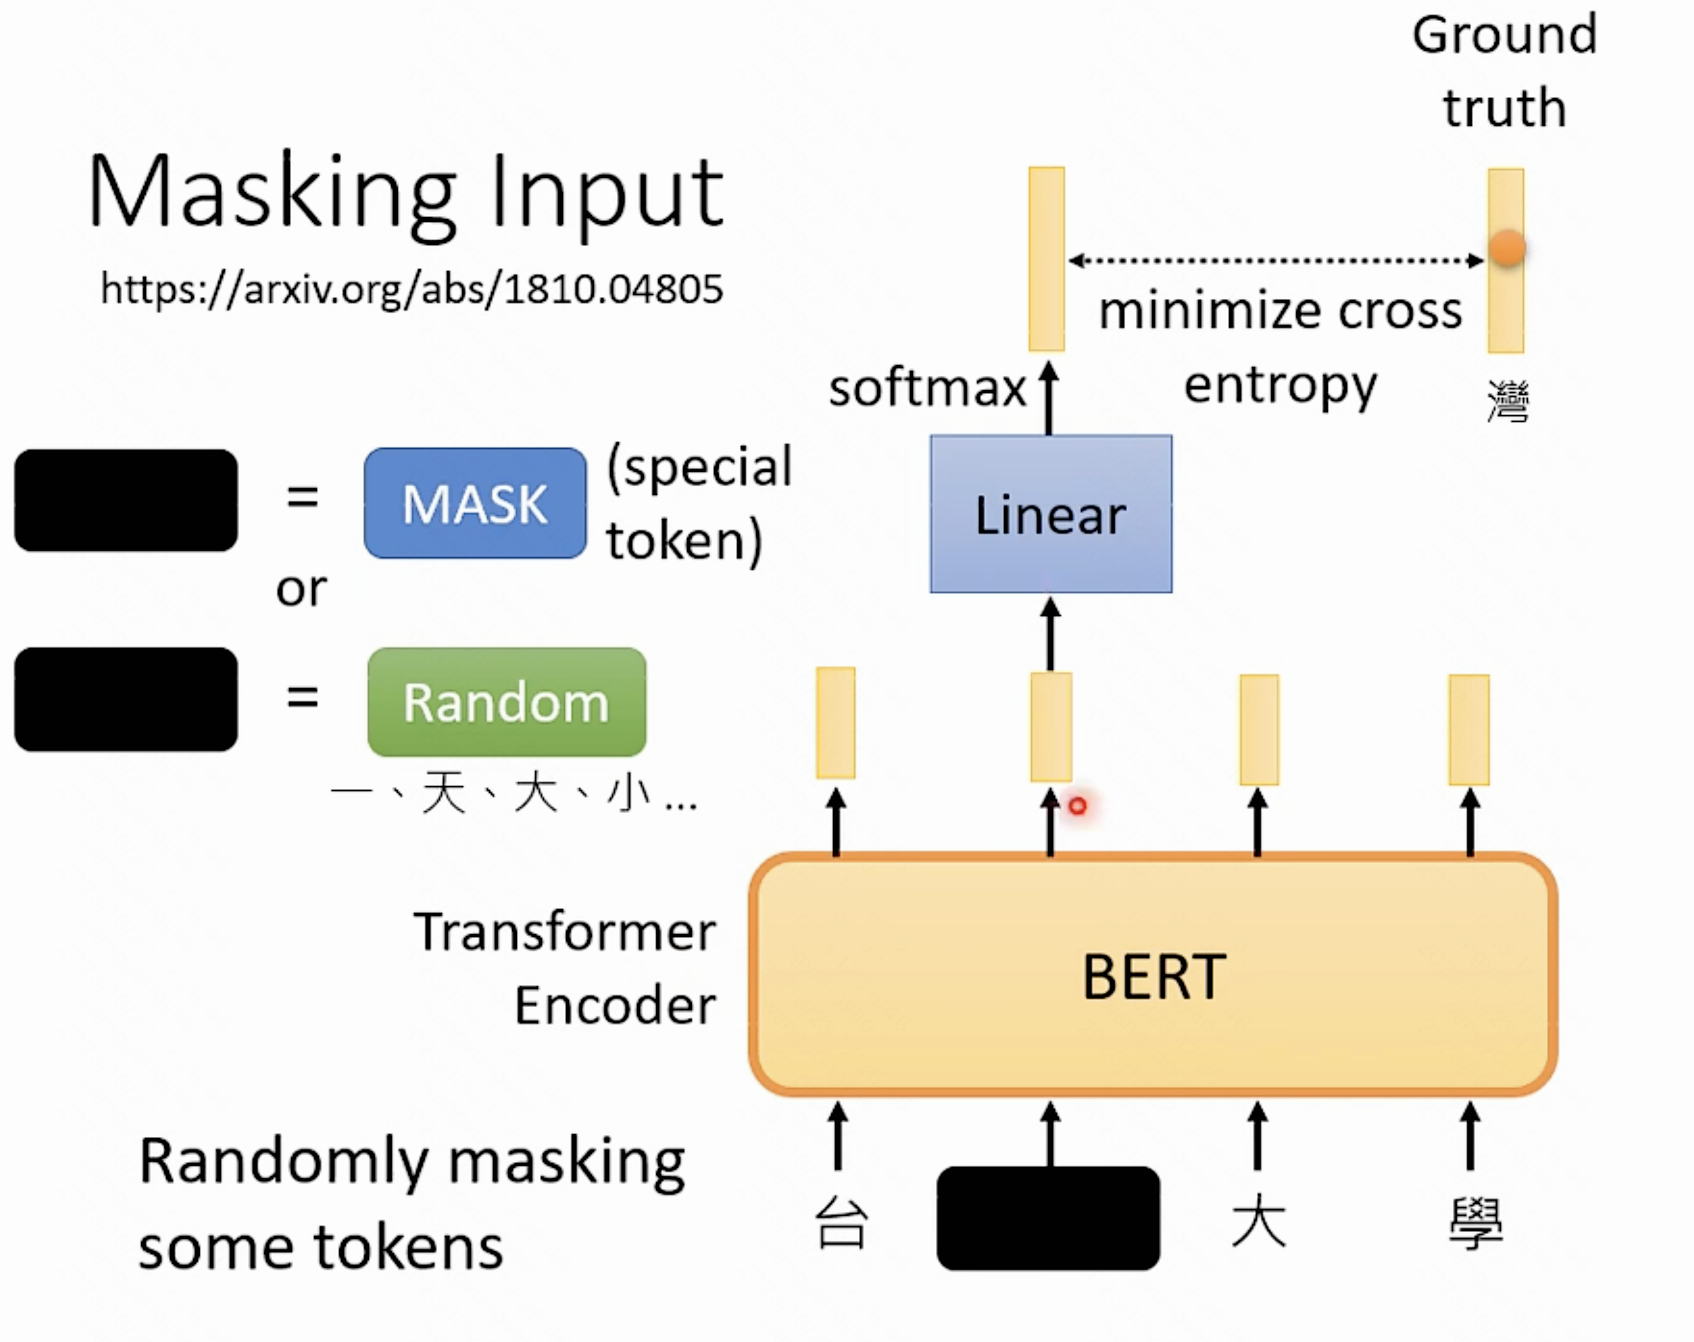 Masking Input
https://arxiv.org/abs/1810.04805
Ground
truth
minimize cross
entropy
灣
softmax
Linear
= MASK (special
token)
or
= Random
一、天、大、小 ...
Transformer
Encoder
BERT
Randomly masking
some tokens
台 大 學